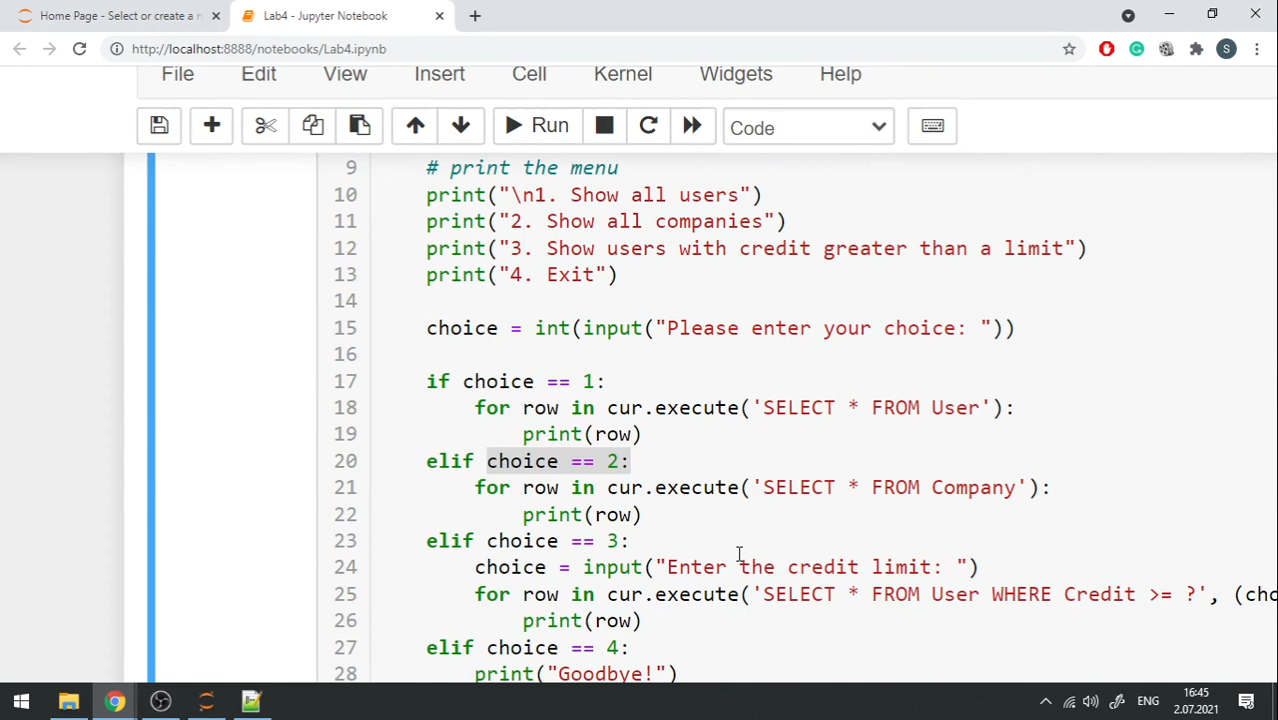 Home Page - Select or create a n
Lab4 - Jupyter Notebook
http://localhost:8888/notebooks/Lab4.ipynb
S
File Edit View Insert Cell Kernel Widgets Help
Run
Code
9 # print the menu
10 print("\n1. Show all users")
11 print("2. Show all companies")
12 print("3. Show users with credit greater than a limit")
13 print("4. Exit")
14
15 choice = int(input("Please enter your choice: "))
16
17 if choice == 1:
18 for row in cur.execute('SELECT * FROM User'):
19 print(row)
20 elif choice == 2:
21 for row in cur.execute('SELECT * FROM Company'):
22 print(row)
23 elif choice == 3:
24 choice = input("Enter the credit limit: ")
25 for row in cur.execute('SELECT * FROM User WHERE Credit >= ?', (cho
26 print(row)
27 elif choice == 4:
28 print("Goodbye!")
ENG
16:45
2.07.2021